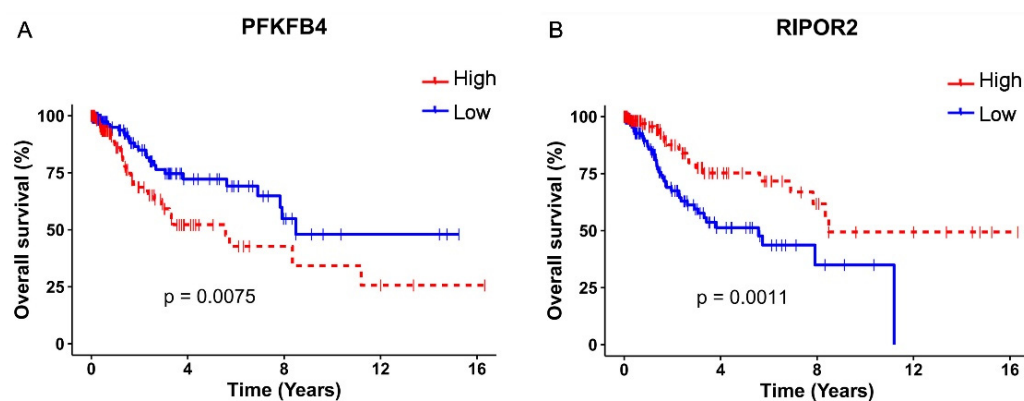 A
PFKFB4
High
Low
Overall survival (%)
100
75
50
25
0
p = 0.0075
0 4 8 12 16
Time (Years)
B
RIPOR2
High
Low
Overall survival (%)
100
75
50
25
0
p = 0.0011
0 4 8 12 16
Time (Years)